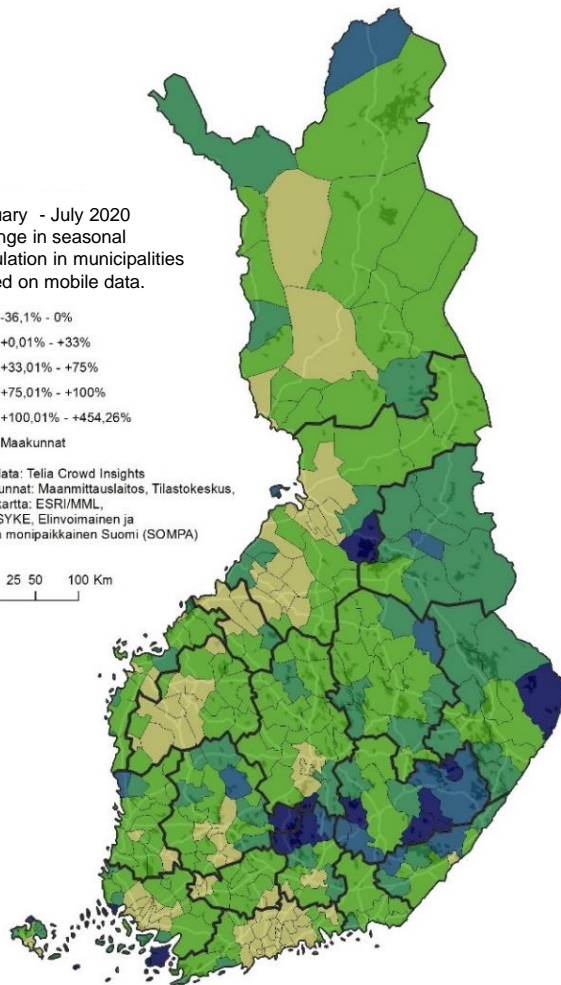 uary - July 2020
nge in seasonal
ulation in municipalities
ed on mobile data.
-36,1% - 0%
+0,01% - +33%
+33,01% - +75%
+75,01% - +100%
+100,01% - +454,26%
Maakunnat
lata: Telia Crowd Insights
unnat: Maanmittauslaitos, Tilastokeskus,
kartta: ESRI/MML,
SYKE, Elinvoimainen ja
a monipaikkainen Suomi (SOMPA)
25 50 100 Km